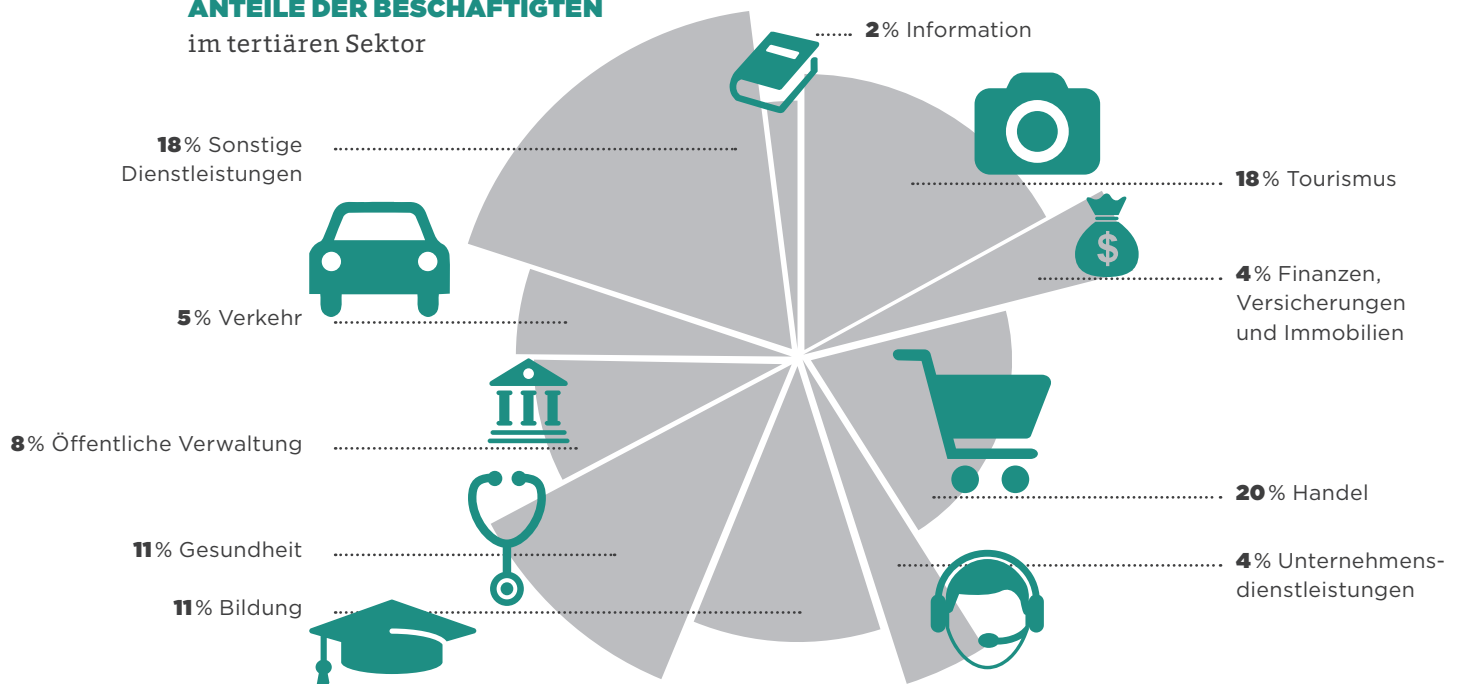 ANTEILE DER BESCHÄFTIGTEN
im tertiären Sektor
2% Information
18% Sonstige
Dienstleistungen
18% Tourismus
$
4% Finanzen,
Versicherungen
und Immobilien
5% Verkehr
8% Öffentliche Verwaltung
20% Handel
11% Gesundheit
4% Unternehmens-
dienstleistungen
11% Bildung